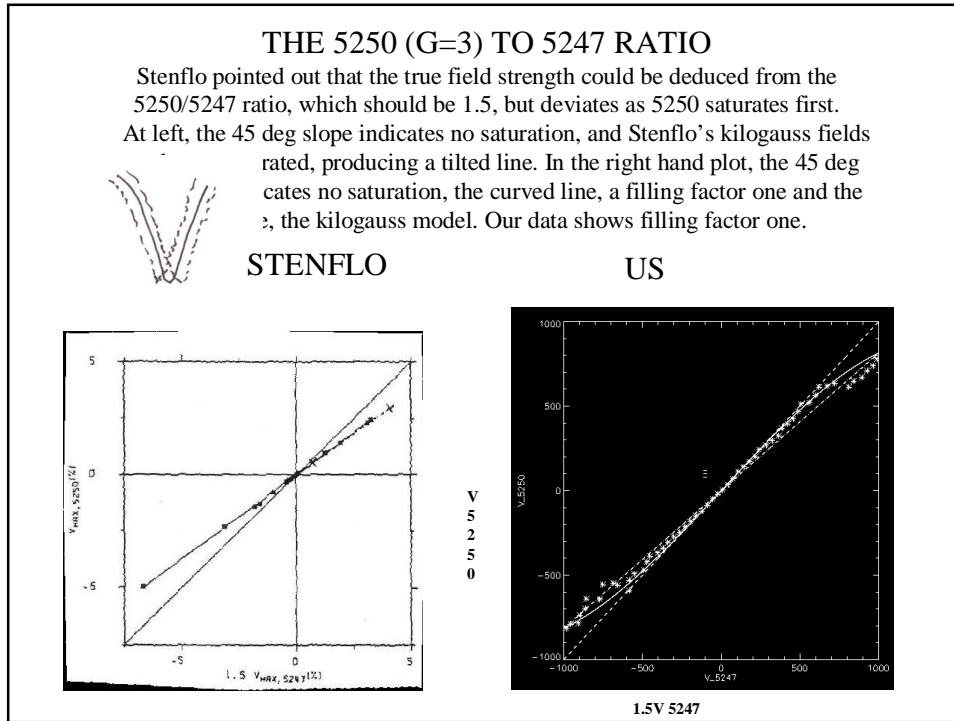 THE 5250 (G=3) TO 5247 RATIO
Stenflo pointed out that the true field strength could be deduced from the
5250/5247 ratio, which should be 1.5, but deviates as 5250 saturates first.
At left, the 45 deg slope indicates no saturation, and Stenflo's kilogauss fields
rated, producing a tilted line. In the right hand plot, the 45 deg
cates no saturation, the curved line, a filling factor one and the
, the kilogauss model. Our data shows filling factor one.
STENFLO
US
5
0
-5
VMAX, 5250(%)
-5
0
5
1.5 VMAX, 5247(%)
V
5
2
5
0
1000
500
0
-500
-1000
V_5250
-1000
-500
0
500
1000
V_5247
1.5V 5247